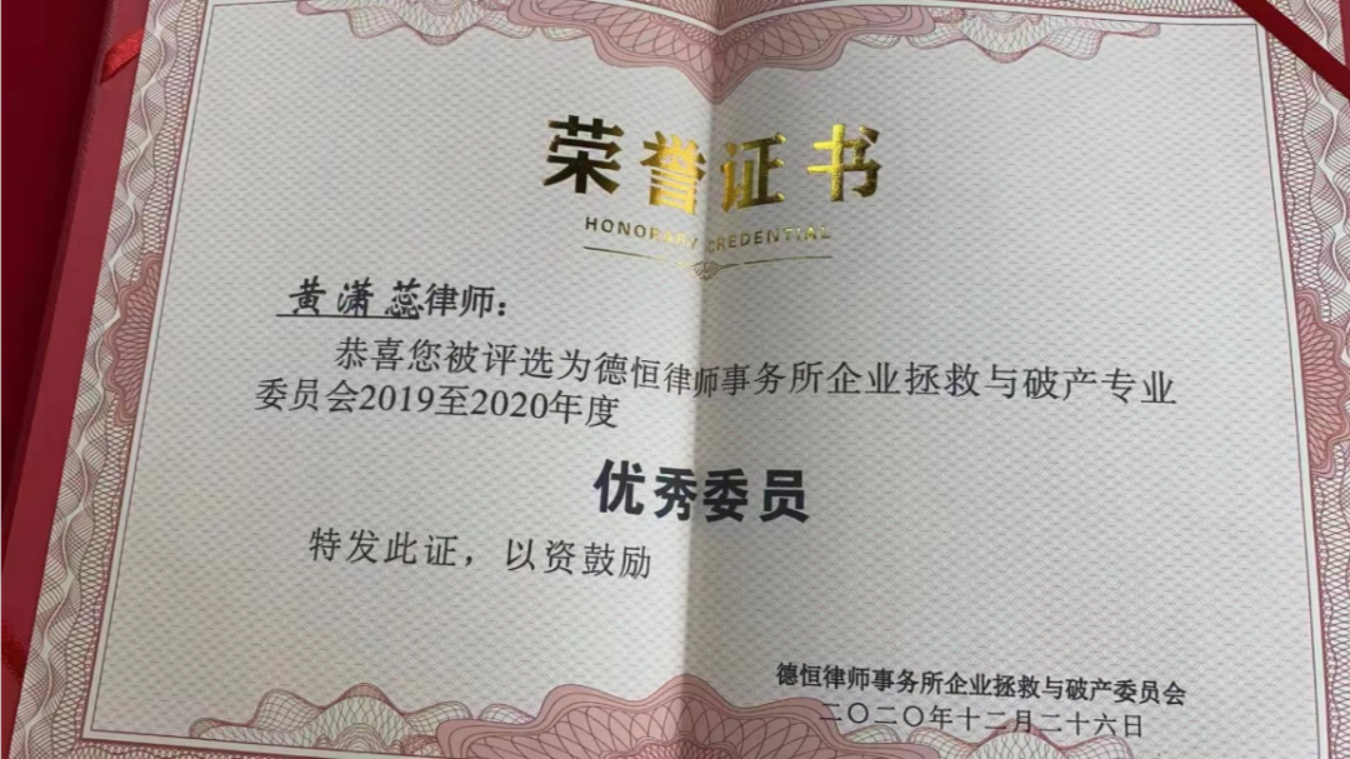 荣誉证书
HONORARY CREDENTIAL
黄潇蕊律师：
恭喜您被评选为德恒律师事务所企业拯救与破产专业
委员会2019至2020年度
优秀委员
特发此证，以资鼓励
德恒律师事务所企业拯救与破产委员会
二〇二〇年十二月二十六日